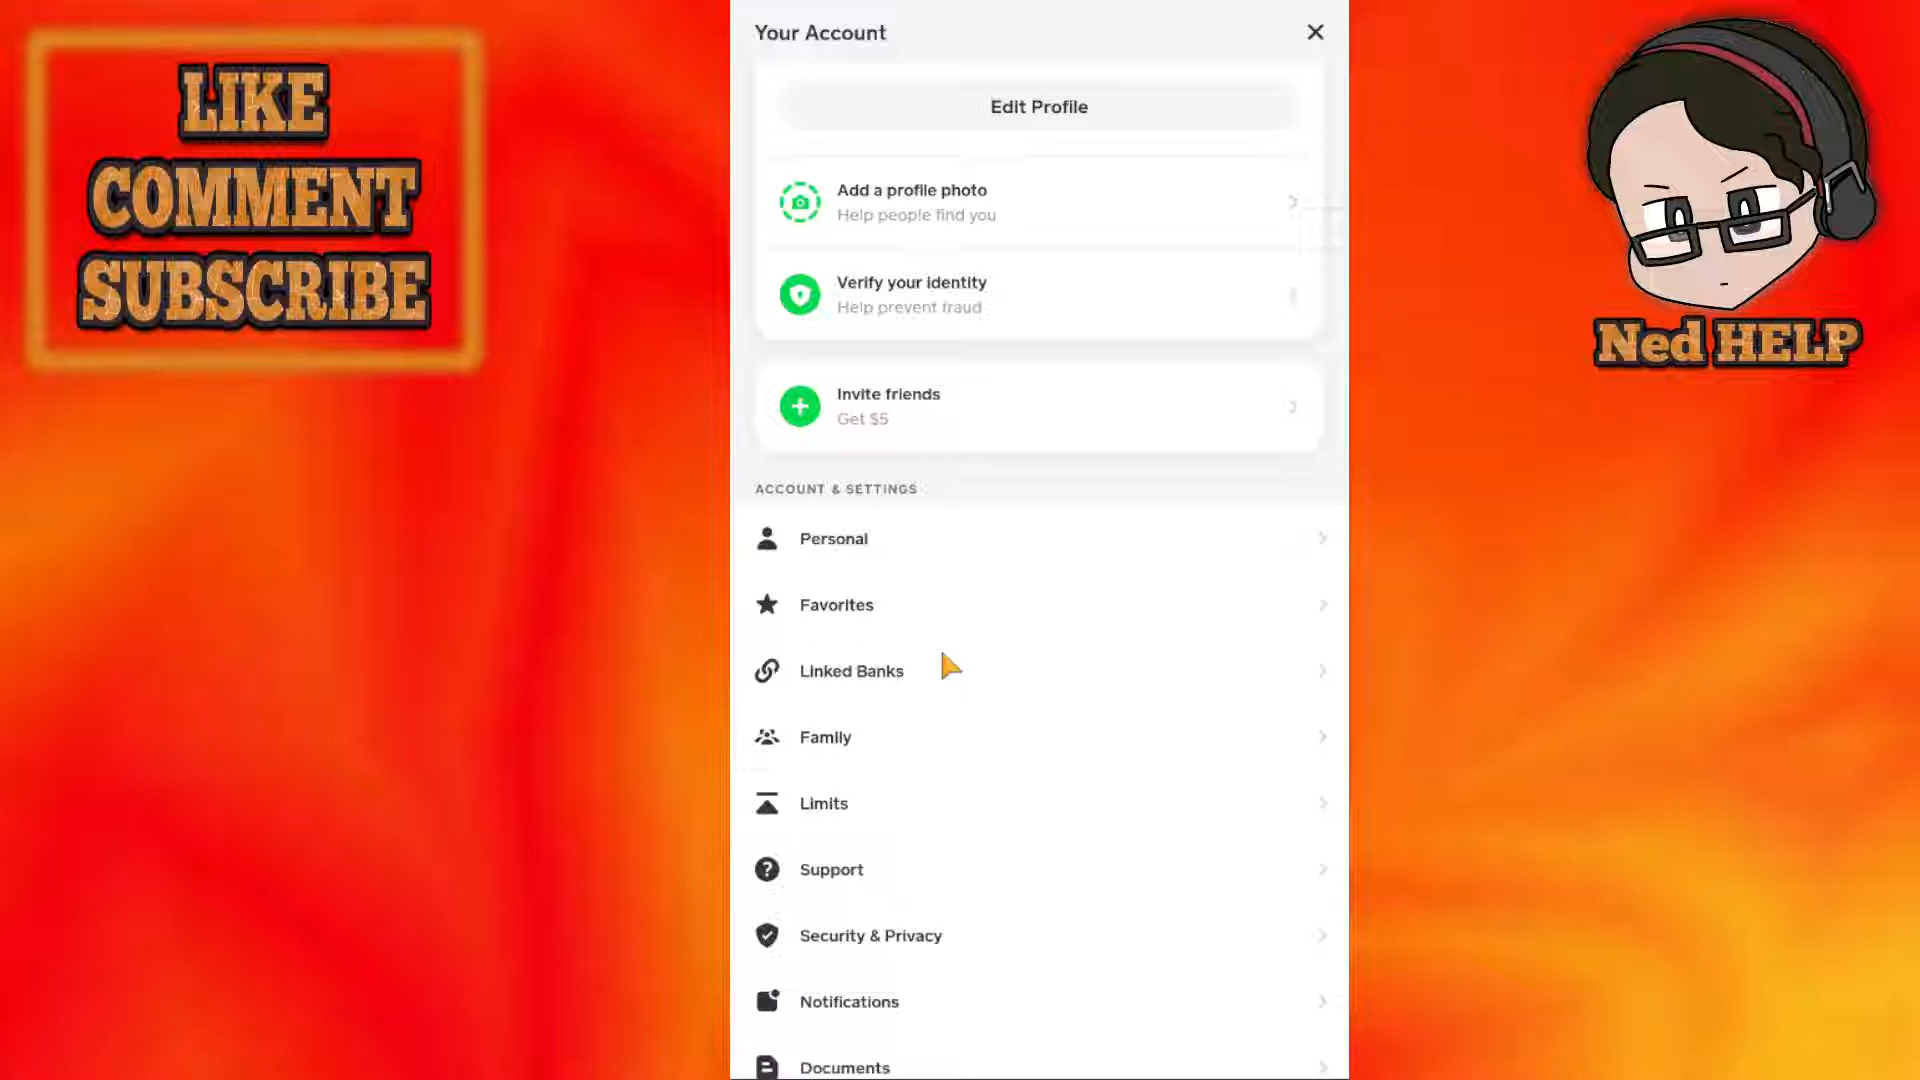 LIKE
COMMENT
SUBSCRIBE
Your Account
Edit Profile
Add a profile photo
Help people find you
Verify your identity
Help prevent fraud
Invite friends
Get $5
ACCOUNT & SETTINGS
Personal
Favorites
Linked Banks
Family
Limits
Support
Security & Privacy
Notifications
Documents
Ned HELP